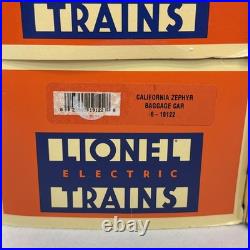 TRAINS
CALIFORNIA ZEPHYR
BAGGAGE CAR
6 - 19122
LIONEL
ELECTRIC
TRAINS